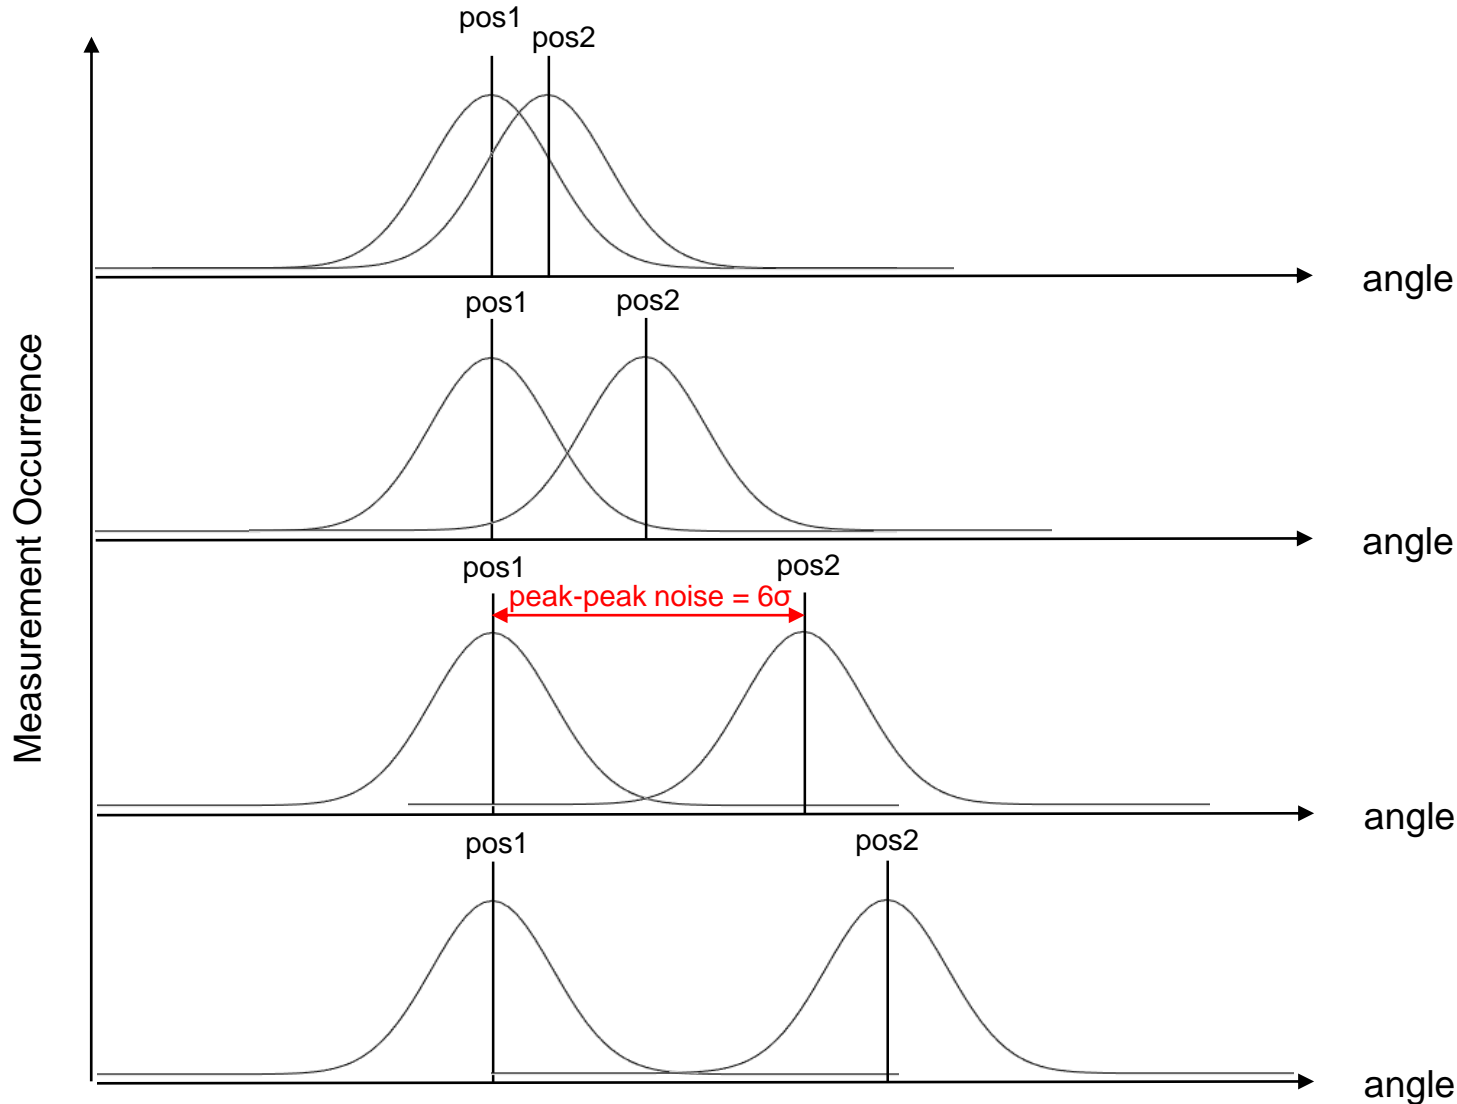 pos1
pos2
angle
pos1
pos2
angle
Measurement Occurrence
pos1
pos2
peak-peak noise = 6σ
angle
pos1
pos2
angle